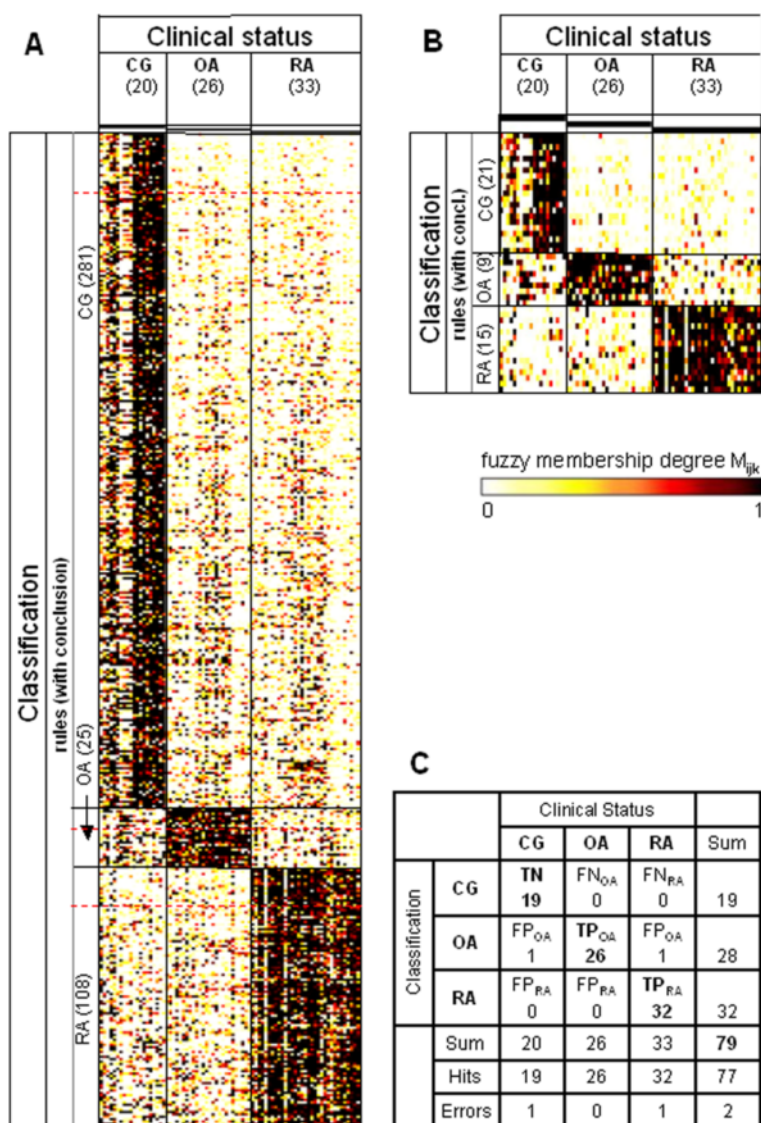 A
Clinical status
CG
(20)
OA
(26)
RA
(33)
Classification
rules (with conclusion)
CG (281)
OA (25)
RA (108)
B
Clinical status
CG
(20)
OA
(26)
RA
(33)
Classification
rules (with concl.)
CG (21)
OA (9)
RA (15)
fuzzy membership degree Mijk
0 1
C
Clinical Status
CG OA RA Sum
Classification
CG TN FNOA FNRA
19 0 0 19
OA FPOA TPOA FPOA
1 26 1 28
RA FPRA FPRA TPRA
0 0 32 32
Sum 20 26 33 79
Hits 19 26 32 77
Errors 1 0 1 2